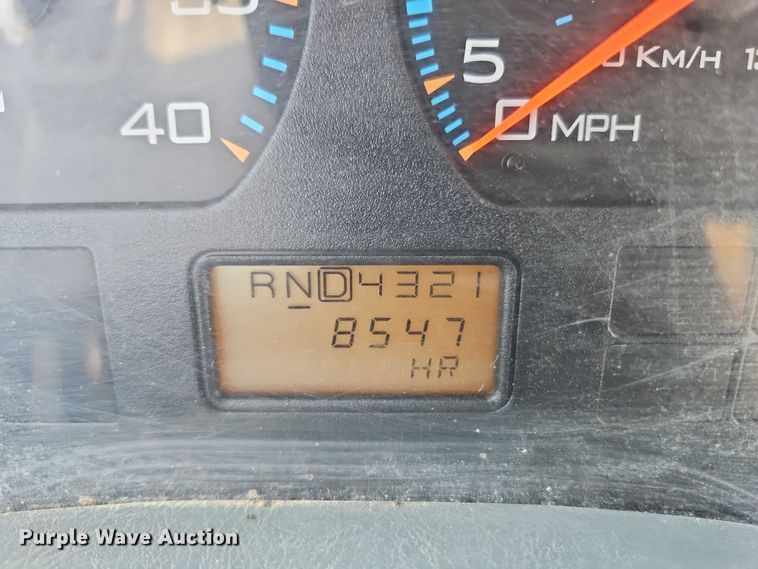 40
5
0 MPH
KM/H
RND4321
8547
HR
Purple Wave Auction